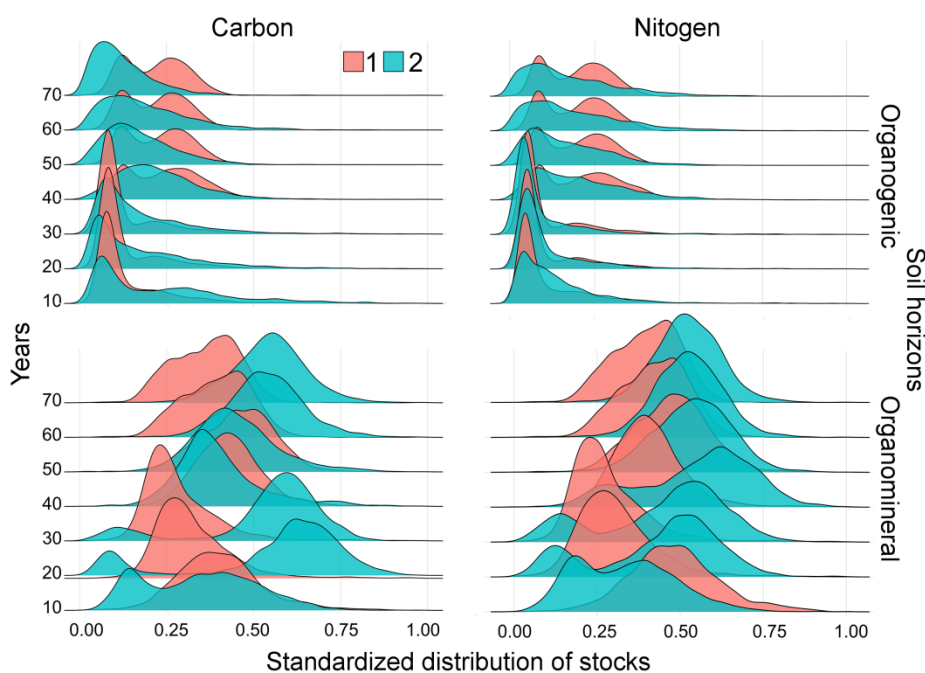 Carbon
Nitogen
1 2
70
60
50
40
30
20
10
Organogenic
70
60
50
40
30
20
10
Organomineral
Years
Soil horizons
0.00 0.25 0.50 0.75 1.00
0.00 0.25 0.50 0.75 1.00
Standardized distribution of stocks